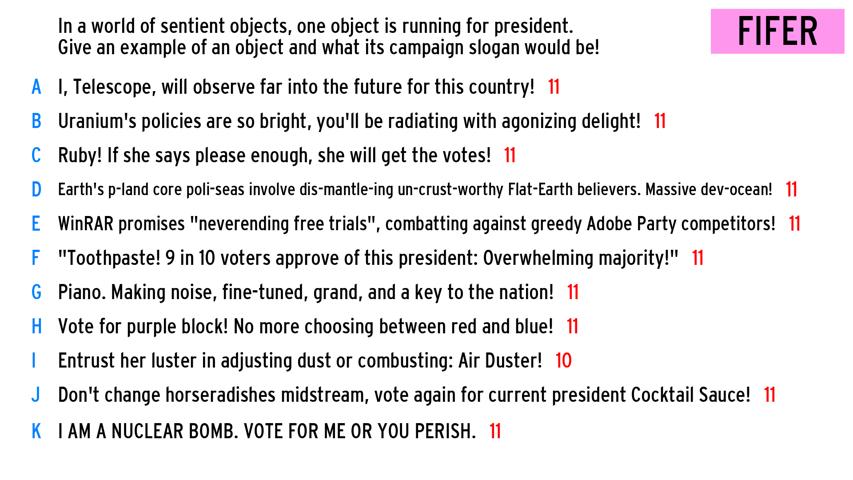 In a world of sentient objects, one object is running for president.
Give an example of an object and what its campaign slogan would be!
FIFER
A I, Telescope, will observe far into the future for this country! 11
B Uranium's policies are so bright, you'll be radiating with agonizing delight! 11
C Ruby! If she says please enough, she will get the votes! 11
D Earth's p-land core poli-seas involve dis-mantle-ing un-crust-worthy Flat-Earth believers. Massive dev-ocean! 11
E WinRAR promises "neverending free trials", combatting against greedy Adobe Party competitors! 11
F "Toothpaste! 9 in 10 voters approve of this president: Overwhelming majority!" 11
G Piano. Making noise, fine-tuned, grand, and a key to the nation! 11
H Vote for purple block! No more choosing between red and blue! 11
I Entrust her luster in adjusting dust or combusting: Air Duster! 10
J Don't change horseradishes midstream, vote again for current president Cocktail Sauce! 11
K I AM A NUCLEAR BOMB. VOTE FOR ME OR YOU PERISH. 11